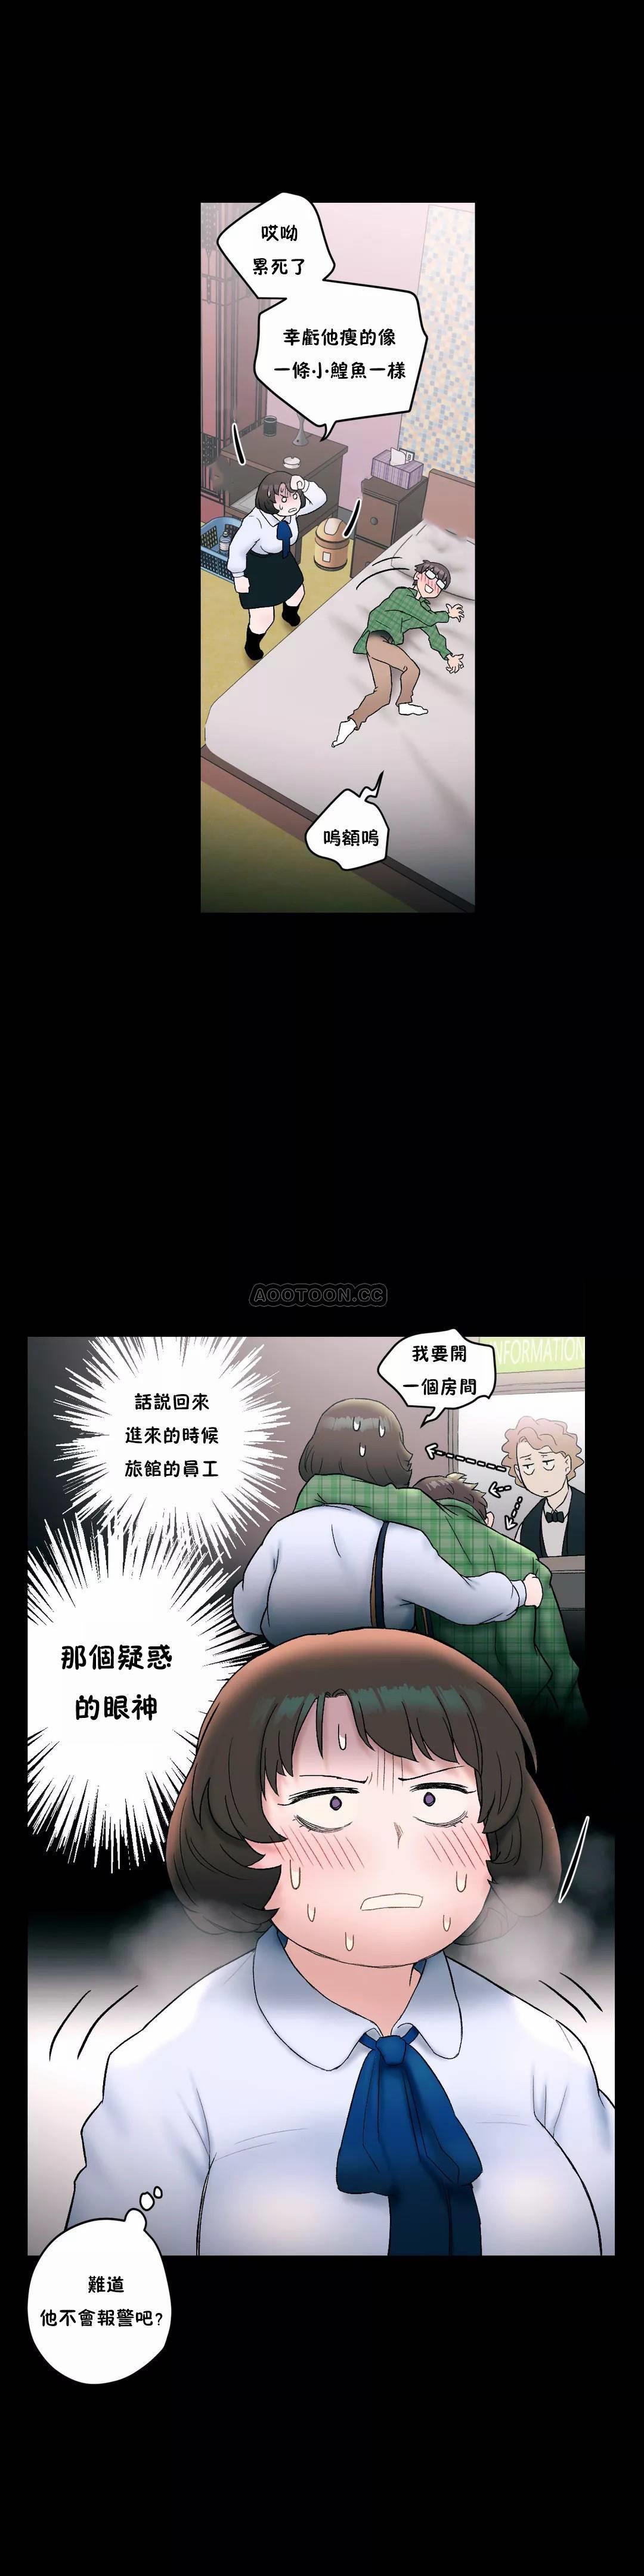 哎呦
累死了
幸虧他瘦的像
一條小鰉魚一樣
嗚額嗚
AOOTOON.CC
我要開
一個房間
INFORMATION
話説回來
進來的時候
旅館的員工
那個疑惑
的眼神
難道
他不會報警吧?